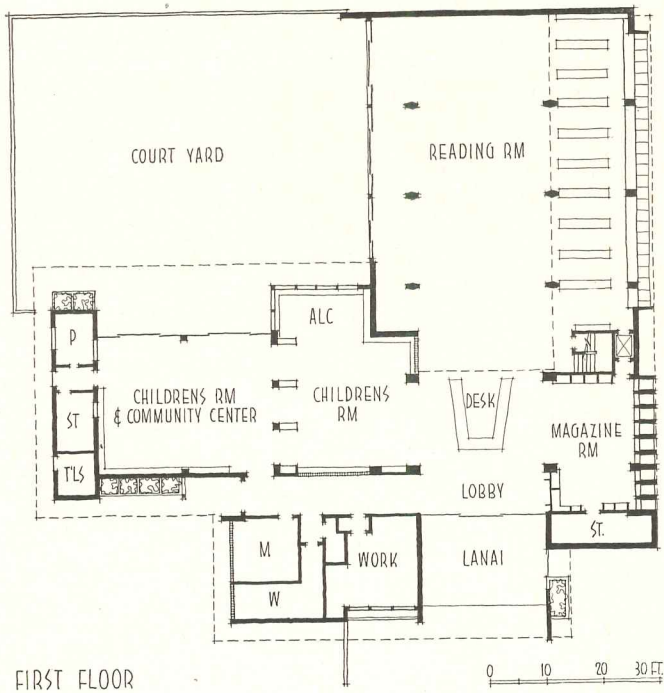 COURT YARD
READING RM
ALC
P
CHILDRENS RM
& COMMUNITY CENTER
CHILDRENS
RM
DESK
ST
MAGAZINE
RM
T'LS
LOBBY
ST.
M
WORK
LANAI
W
FIRST FLOOR
0 10 20 30 FT.